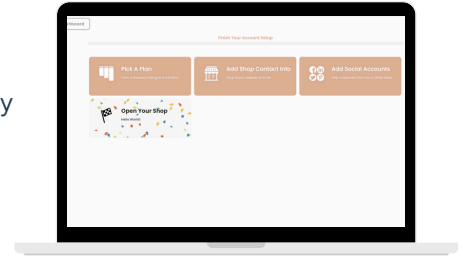 hboard
Finish Your Account Setup
y
Pick A Plan
Add Shop Contact Info
Add Social Accounts
Open Your Shop
Hello World!